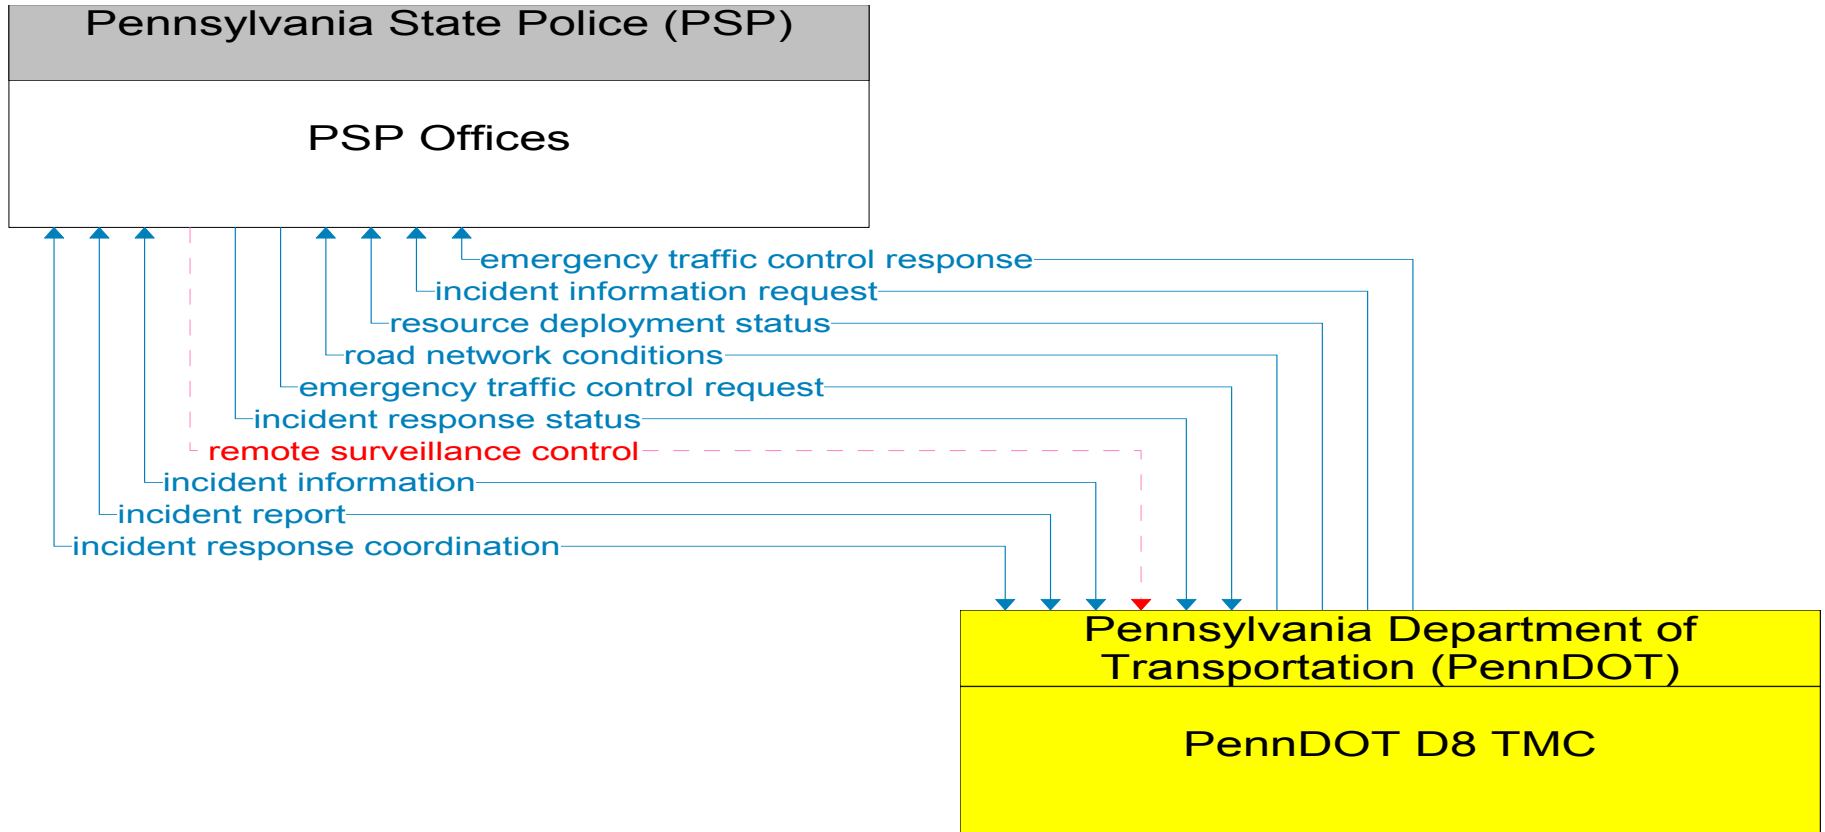 Pennsylvania State Police (PSP)
PSP Offices
emergency traffic control response
incident information request
resource deployment status
road network conditions
emergency traffic control request
incident response status
remote surveillance control
incident information
incident report
incident response coordination
Pennsylvania Department of
Transportation (PennDOT)
PennDOT D8 TMC